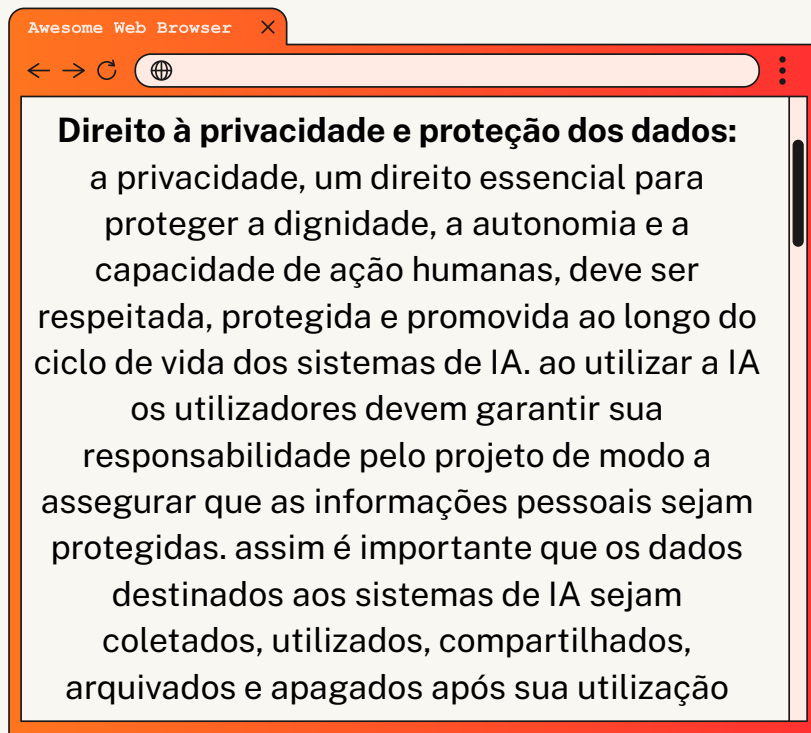 Awesome Web Browser
Direito à privacidade e proteção dos dados:
a privacidade, um direito essencial para
proteger a dignidade, a autonomia e a
capacidade de ação humanas, deve ser
respeitada, protegida e promovida ao longo do
ciclo de vida dos sistemas de IA. ao utilizar a IA
os utilizadores devem garantir sua
responsabilidade pelo projeto de modo a
assegurar que as informações pessoais sejam
protegidas. assim é importante que os dados
destinados aos sistemas de IA sejam
coletados, utilizados, compartilhados,
arquivados e apagados após sua utilização